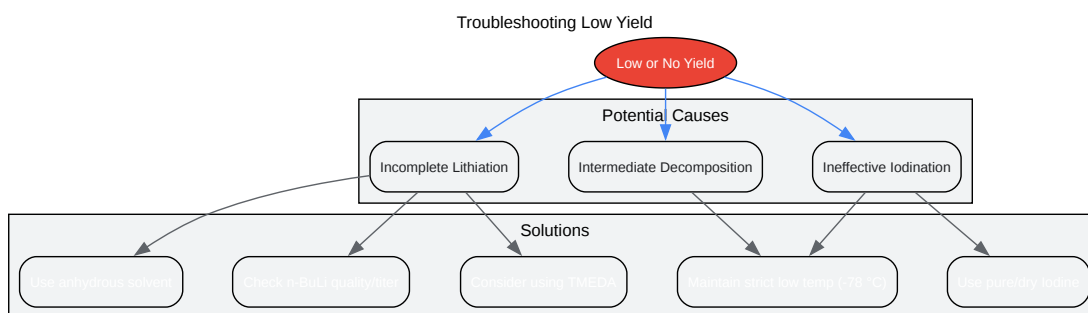 Troubleshooting Low Yield
Low or No Yield
Potential Causes
Incomplete Lithiation
Intermediate Decomposition
Ineffective Iodination
Solutions
Use anhydrous solvent
Check n-BuLi quality/titer
Consider using TMEDA
Maintain strict low temp (-78 °C)
Use pure/dry Iodine